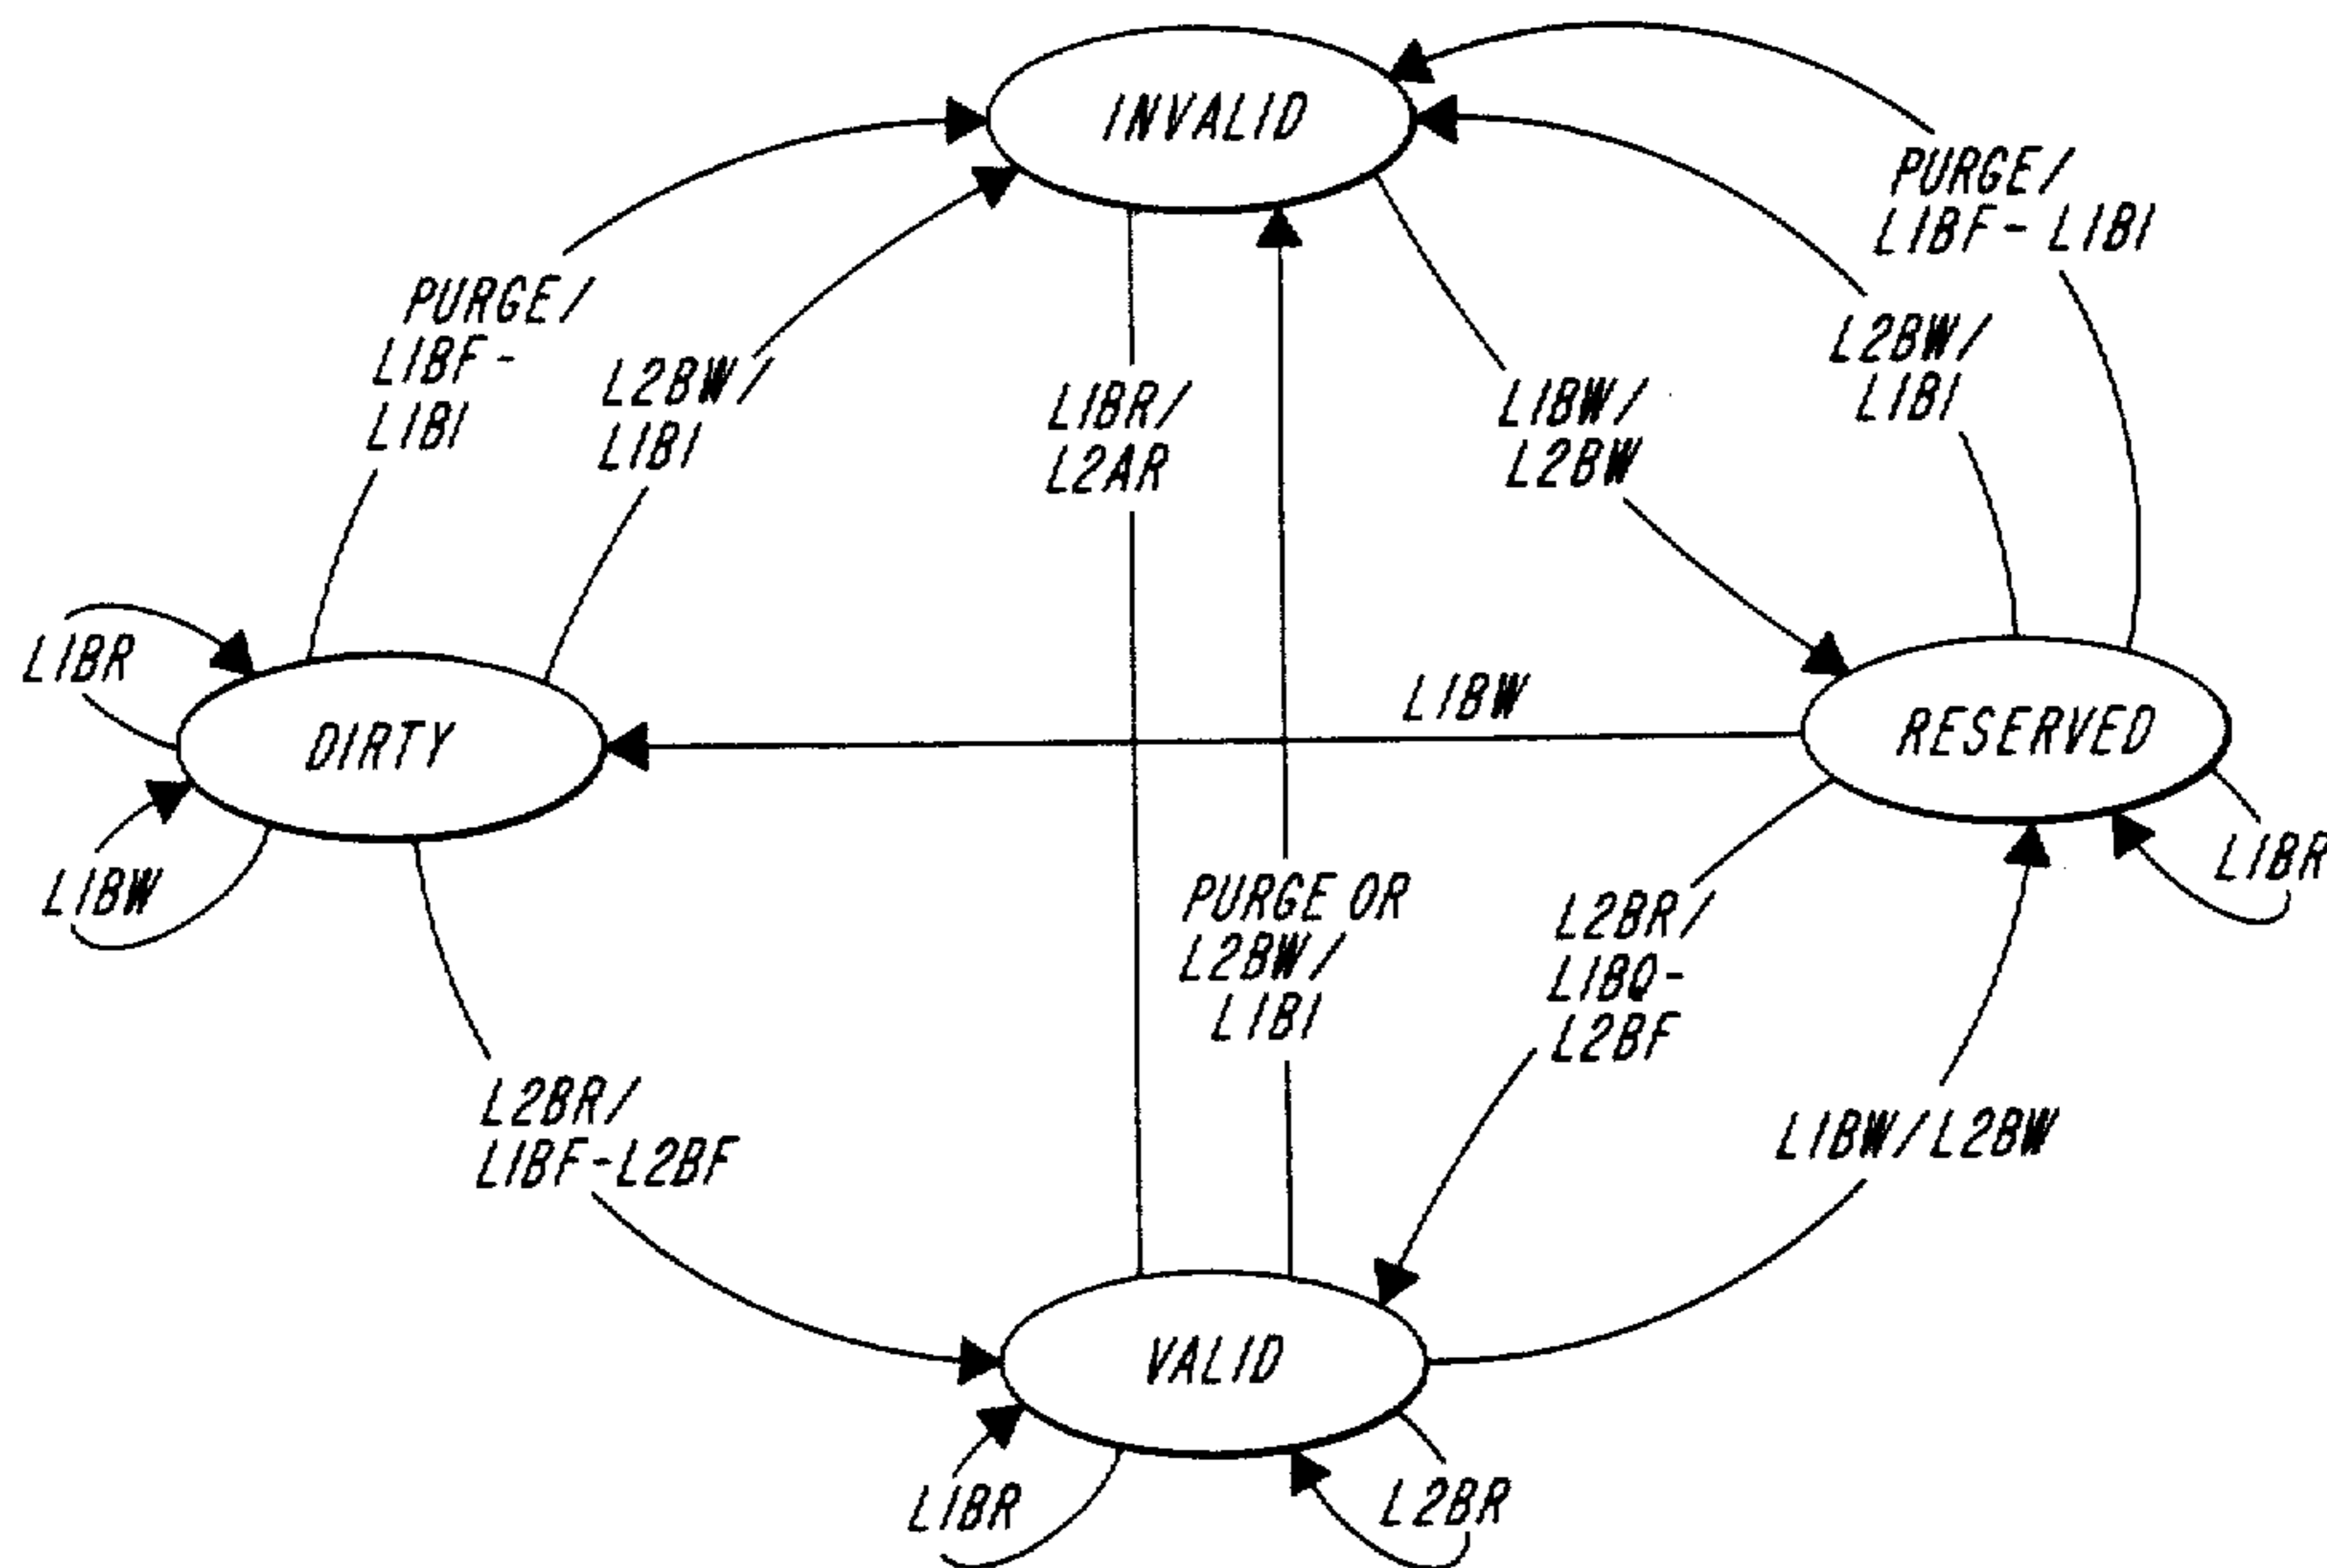 INVALID
PURGE/
L1BF- L1BI
PURGE/
L1BF-
L1BI
L2BW/
L1BI
L1BR/
L2AR
L1BW/
L2BW
L2BW/
L1BI
L1BR
DIRTY
L1BW
L1BW
RESERVED
L1BR
PURGE OR
L2BW/
L1BI
L2BR/
L1BQ-
L2BF
L2BR/
L1BF-L2BF
L1BW/L2BW
VALID
L1BR
L2BR